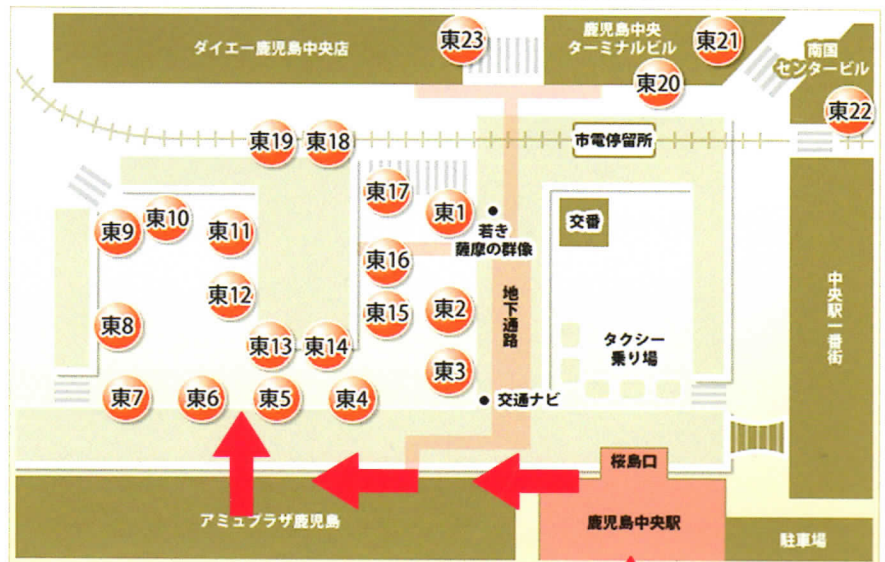 ダイエー鹿児島中央店
東23
鹿児島中央
ターミナルビル
東21
東20
南国
センタービル
東22
東19
東18
市電停留所
東17
東1
若き
薩摩の群像
交番
東9
東10
東11
東16
東12
東15
東2
地下通路
東8
タクシー
乗り場
中央駅一番街
東13
東14
東3
東7
東6
東5
東4
交通ナビ
桜島口
アミュプラザ鹿児島
鹿児島中央駅
駐車場